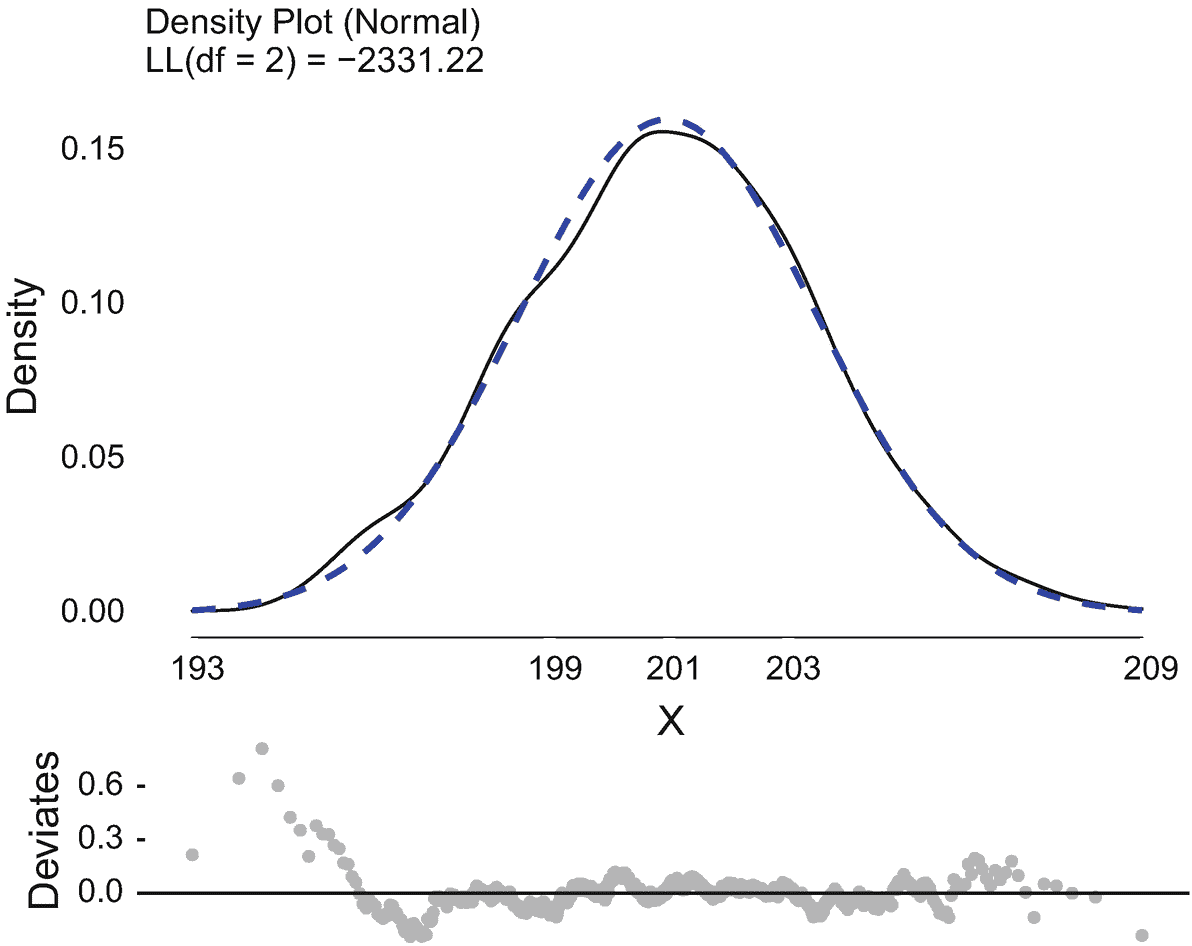 Density Plot (Normal)
LL(df = 2) = −2331.22
Density
0.15
0.10
0.05
0.00
193 199 201 203 209
X
Deviates
0.6
0.3
0.0